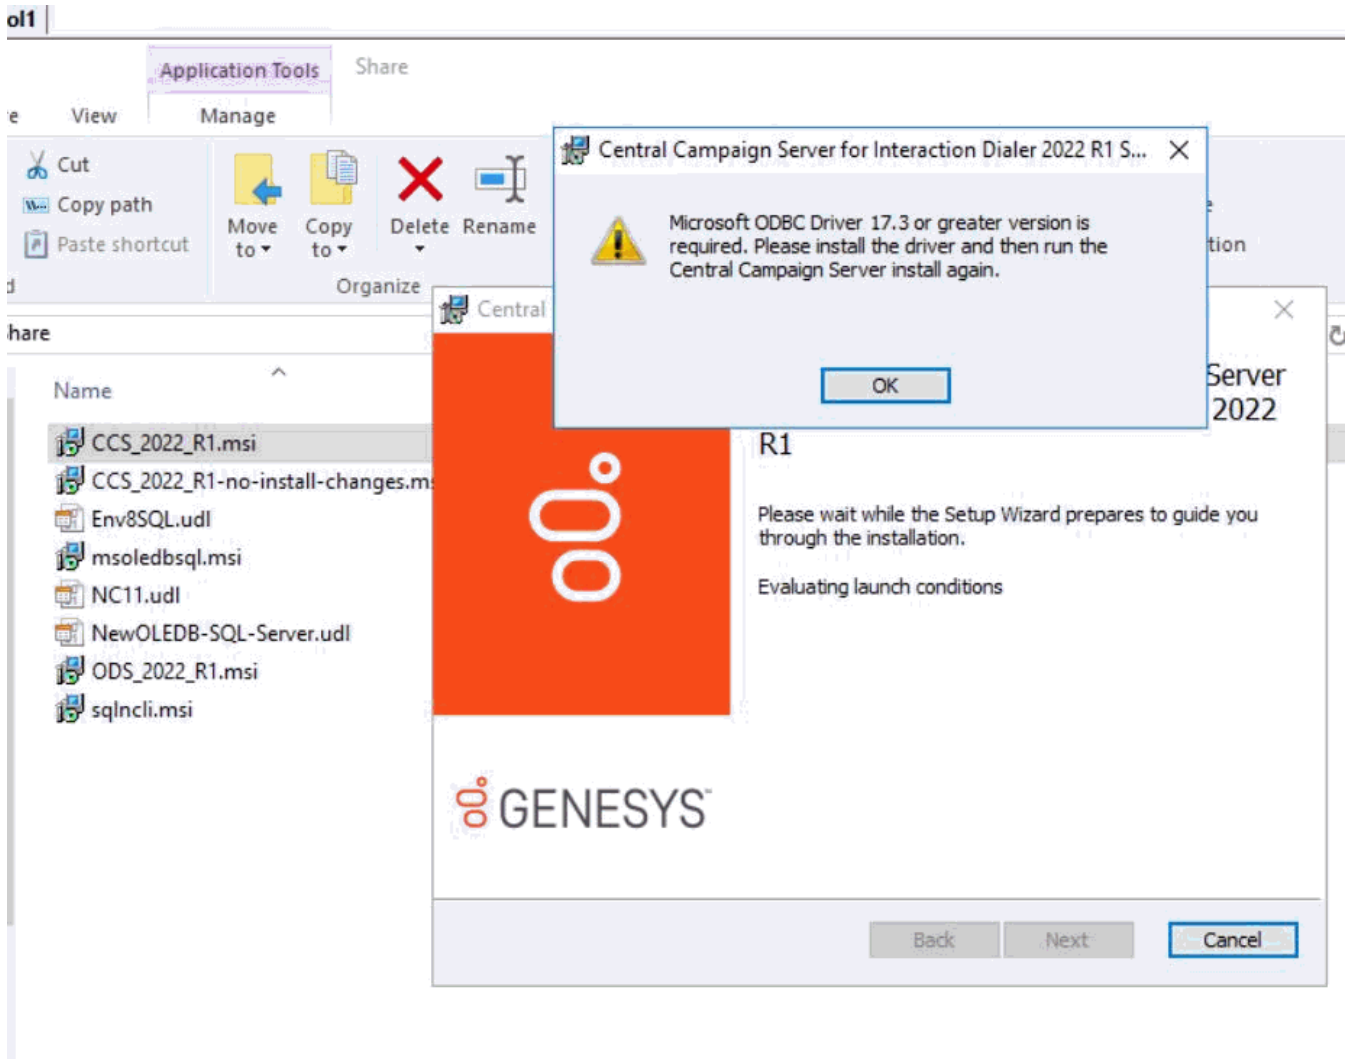 ol1
Application Tools
Share
View
Manage
Cut
Copy path
Paste shortcut
Move to
Copy to
Delete
Rename
Organize
Central Campaign Server for Interaction Dialer 2022 R1 S...
Microsoft ODBC Driver 17.3 or greater version is
required. Please install the driver and then run the
Central Campaign Server install again.
OK
tion
Central
Server
2022
R1
hare
Name
CCS_2022_R1.msi
CCS_2022_R1-no-install-changes.m
Env8SQL.udl
msoledbsql.msi
NC11.udl
NewOLEDB-SQL-Server.udl
ODS_2022_R1.msi
sqlncli.msi
Please wait while the Setup Wizard prepares to guide you
through the installation.
Evaluating launch conditions
GENESYS™
Back
Next
Cancel